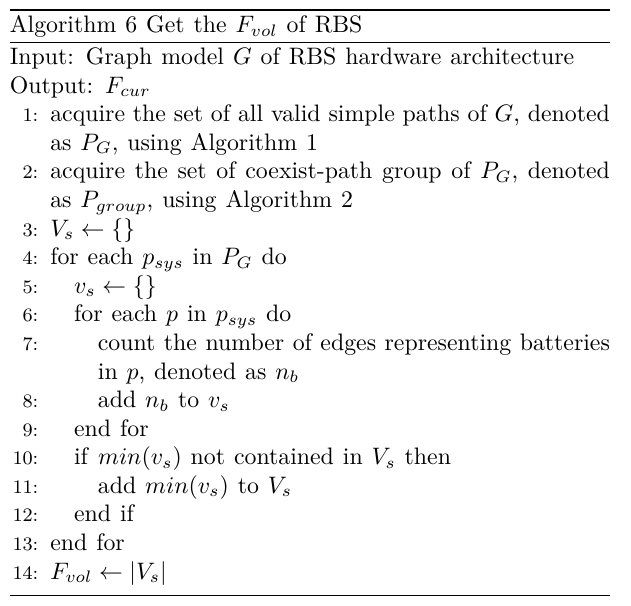 Algorithm 6 Get the F_{vol} of RBS
Input: Graph model G of RBS hardware architecture
Output: F_{cur}
1: acquire the set of all valid simple paths of G, denoted
as P_G, using Algorithm 1
2: acquire the set of coexist-path group of P_G, denoted
as P_{group}, using Algorithm 2
3: V_s ← {}
4: for each p_{sys} in P_G do
5: v_s ← {}
6: for each p in p_{sys} do
7: count the number of edges representing batteries
in p, denoted as n_b
8: add n_b to v_s
9: end for
10: if min(v_s) not contained in V_s then
11: add min(v_s) to V_s
12: end if
13: end for
14: F_{vol} ← |V_s|